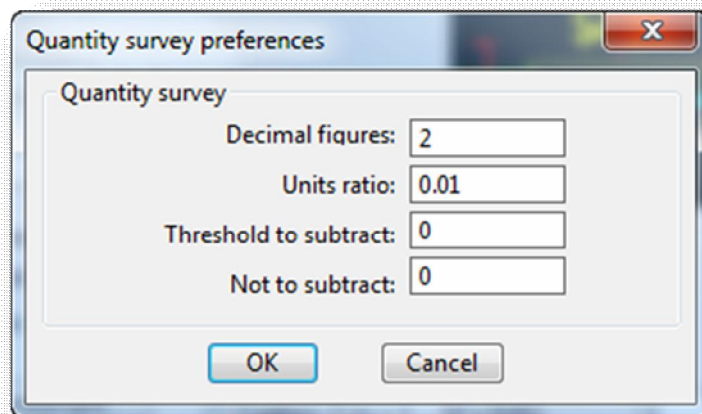 Quantity survey preferences
Quantity survey
Decimal figures: 2
Units ratio: 0.01
Threshold to subtract: 0
Not to subtract: 0
OK Cancel